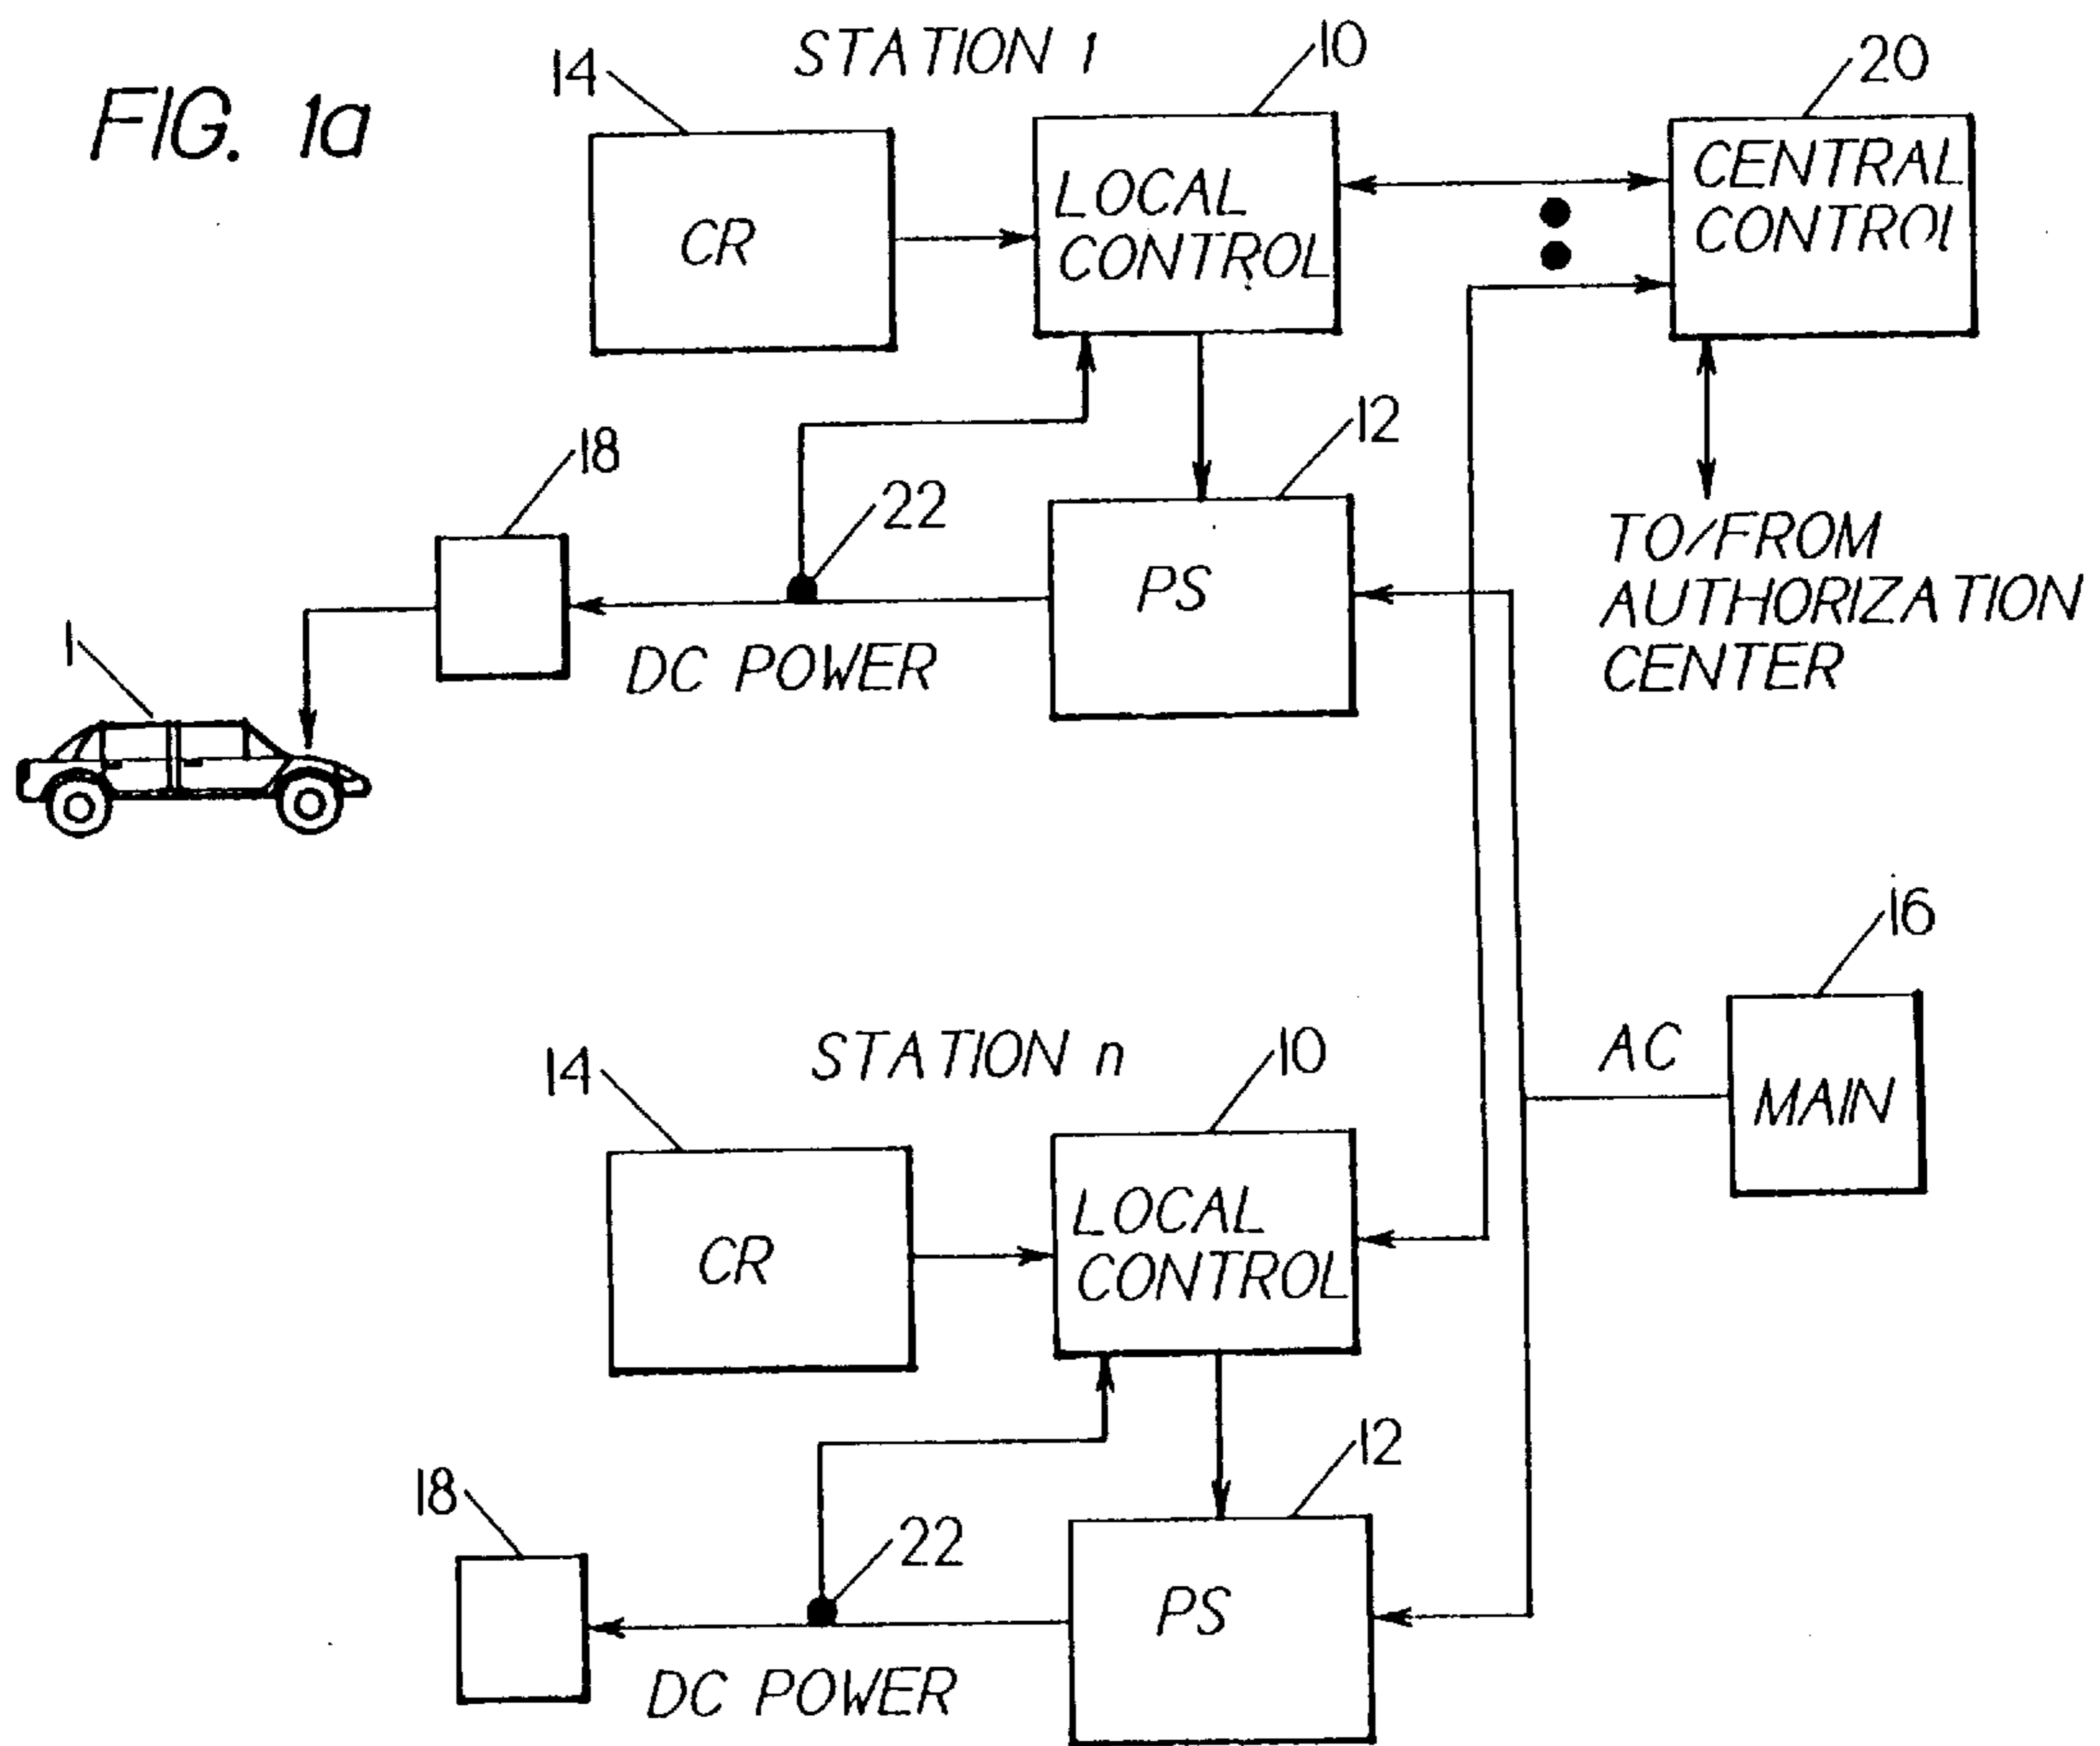 FIG. 1a
STATION 1
14
10
20
CR
LOCAL
CONTROL
CENTRAL
CONTROL
18
22
12
PS
DC POWER
TO/FROM
AUTHORIZATION
CENTER
1
16
AC
MAIN
STATION n
14
10
CR
LOCAL
CONTROL
18
22
12
PS
DC POWER